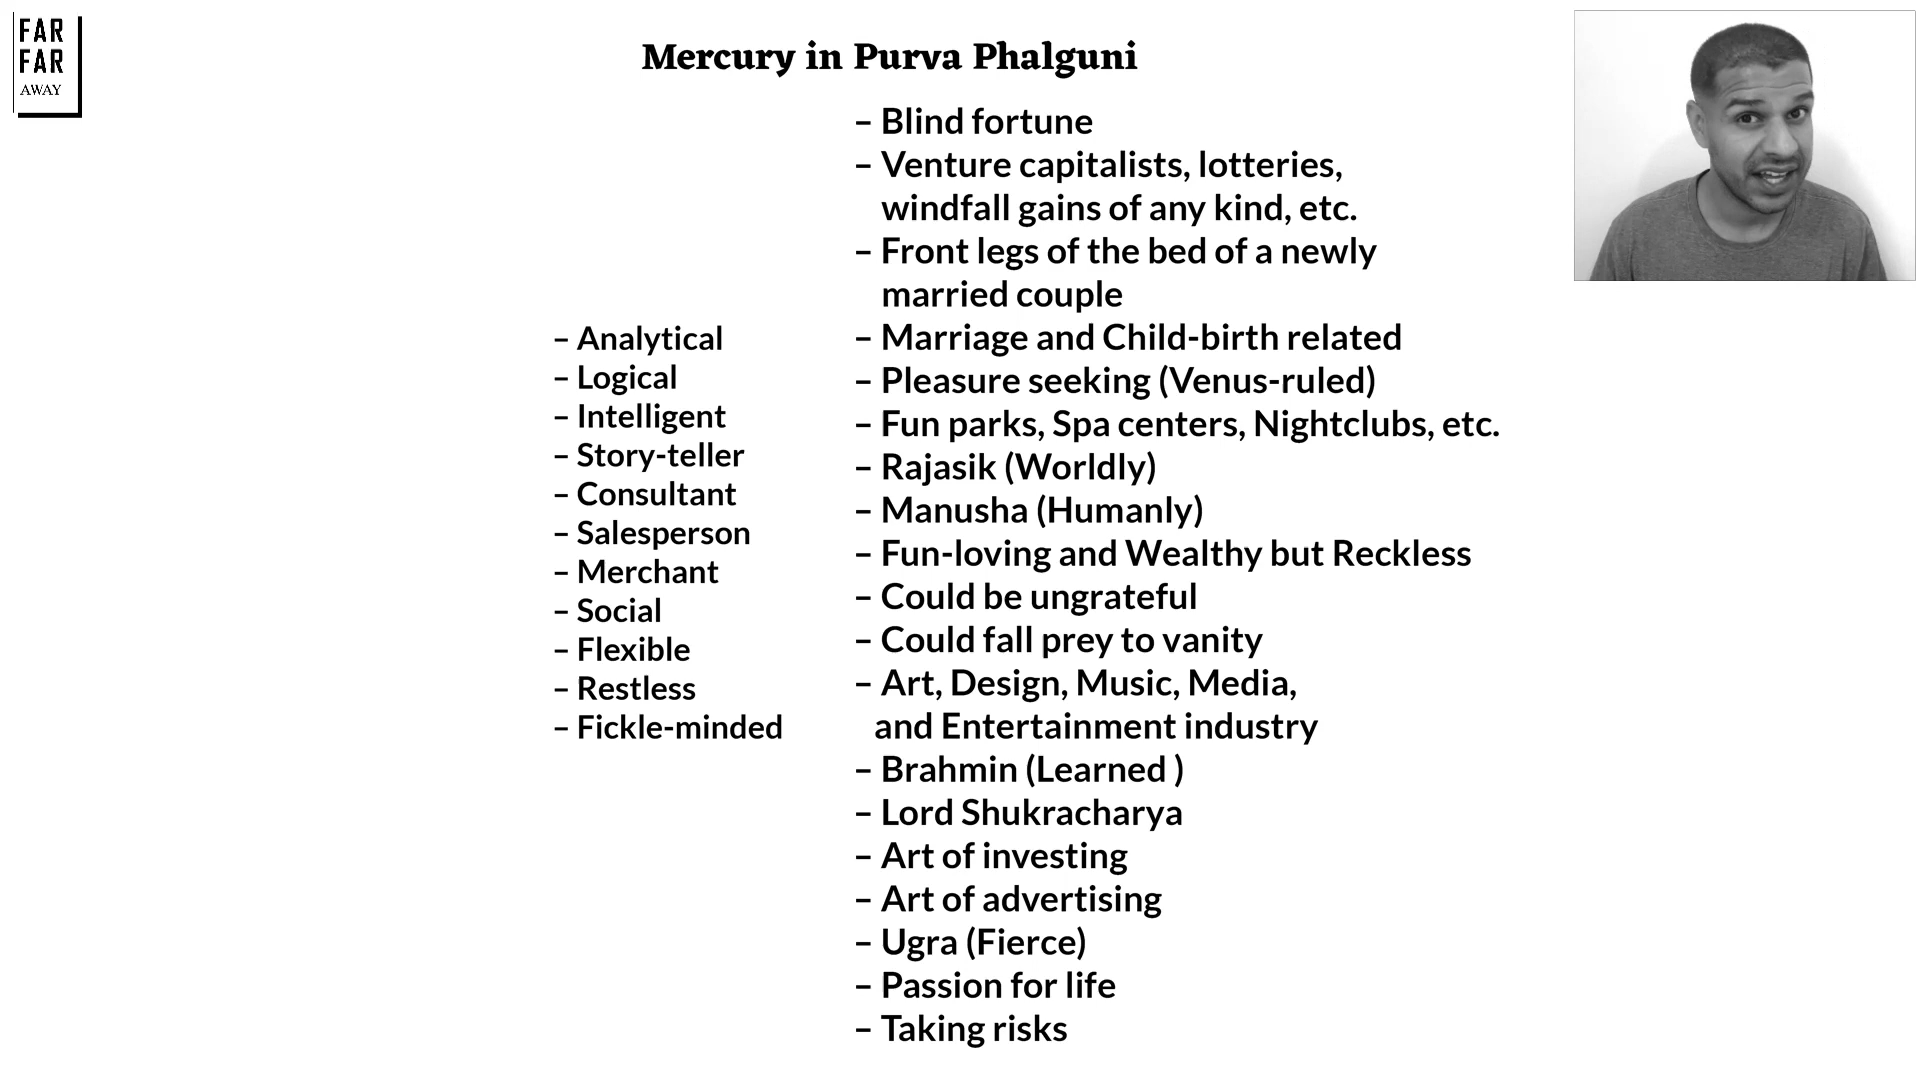 FAR
FAR
AWAY
Mercury in Purva Phalguni
– Analytical
– Logical
– Intelligent
– Story-teller
– Consultant
– Salesperson
– Merchant
– Social
– Flexible
– Restless
– Fickle-minded
– Blind fortune
– Venture capitalists, lotteries,
windfall gains of any kind, etc.
– Front legs of the bed of a newly
married couple
– Marriage and Child-birth related
– Pleasure seeking (Venus-ruled)
– Fun parks, Spa centers, Nightclubs, etc.
– Rajasik (Worldly)
– Manusha (Humanly)
– Fun-loving and Wealthy but Reckless
– Could be ungrateful
– Could fall prey to vanity
– Art, Design, Music, Media,
and Entertainment industry
– Brahmin (Learned )
– Lord Shukracharya
– Art of investing
– Art of advertising
– Ugra (Fierce)
– Passion for life
– Taking risks